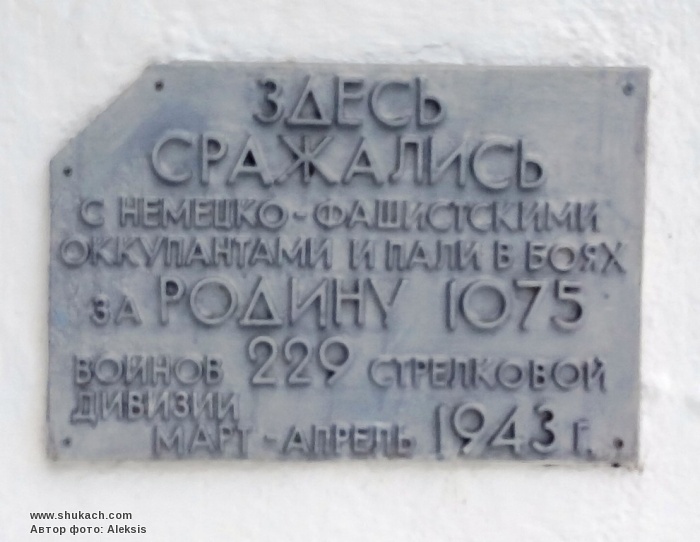 ЗДЕСЬ
СРАЖАЛИСЬ
С НЕМЕЦКО-ФАШИСТСКИМИ
ОККУПАНТАМИ И ПАЛИ В БОЯХ
ЗА РОДИНУ 1075
ВОИНОВ 229 СТРЕЛКОВОЙ
ДИВИЗИИ
МАРТ-АПРЕЛЬ 1943 Г.
www.shukach.com
Автор фото: Aleksis